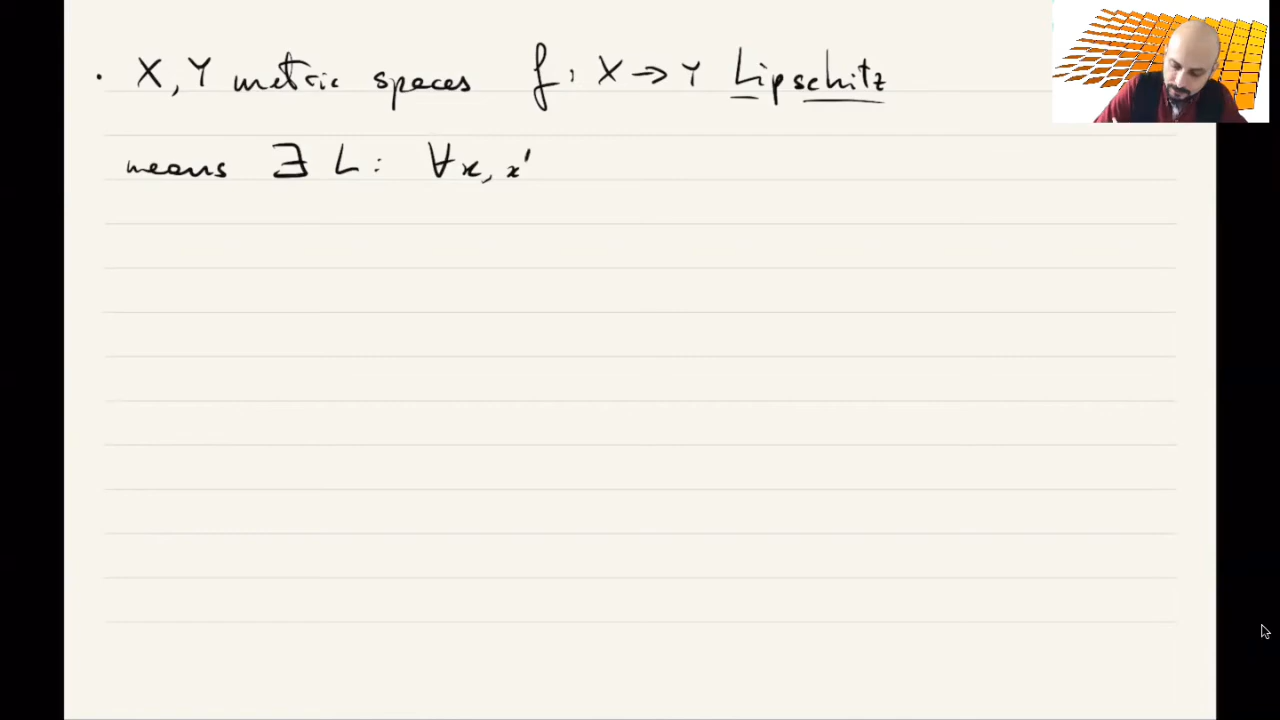 · X, Y metric spaces f: X → Y Lipschitz
means ∃ L: ∀x, x'